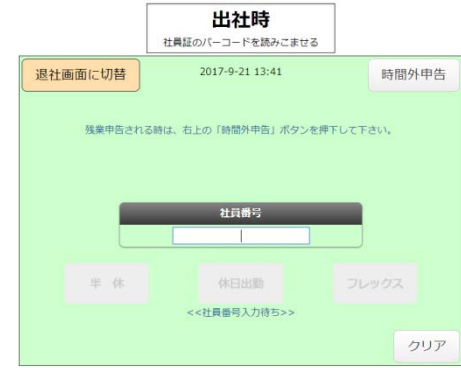 出社時
社員証のバーコードを読みこませる
退社画面に切替
2017-9-21 13:41
時間外申告
残業申告される時は、右上の「時間外申告」ボタンを押下して下さい。
社員番号
半 休
休日出勤
フレックス
<<社員番号入力待ち>>
クリア